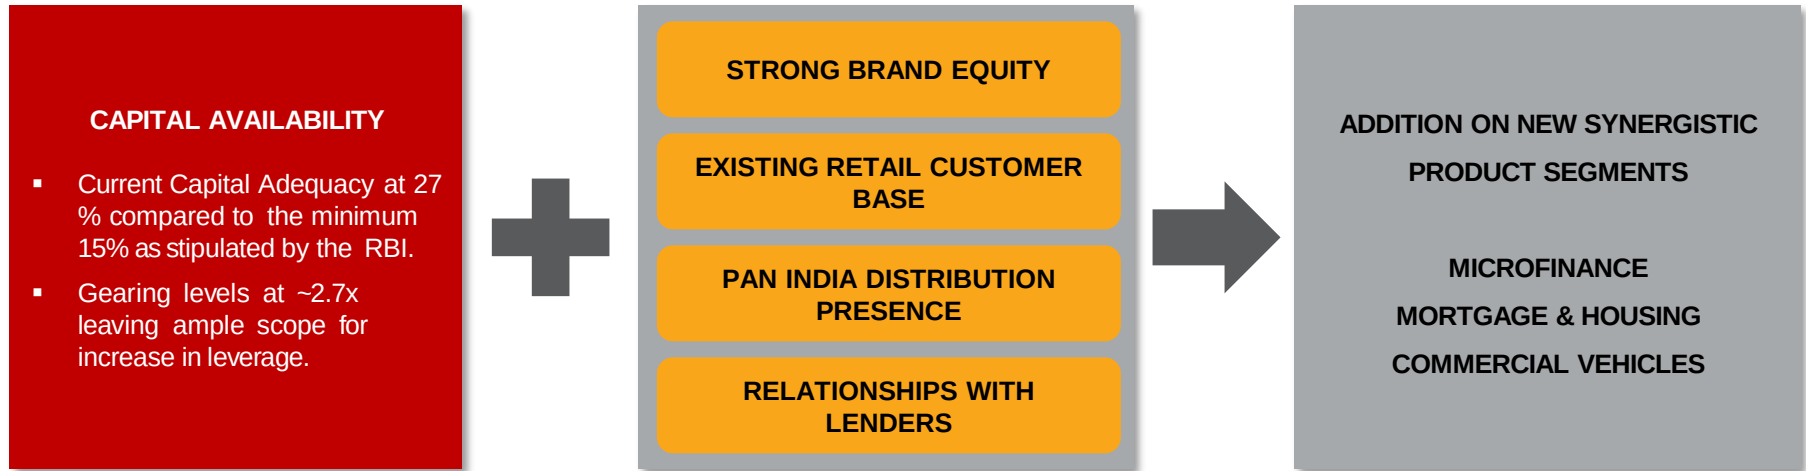 CAPITAL AVAILABILITY
▪ Current Capital Adequacy at 27
% compared to the minimum
15% as stipulated by the RBI.
▪ Gearing levels at ~2.7x
leaving ample scope for
increase in leverage.
STRONG BRAND EQUITY
EXISTING RETAIL CUSTOMER
BASE
PAN INDIA DISTRIBUTION
PRESENCE
RELATIONSHIPS WITH
LENDERS
ADDITION ON NEW SYNERGISTIC
PRODUCT SEGMENTS
MICROFINANCE
MORTGAGE & HOUSING
COMMERCIAL VEHICLES